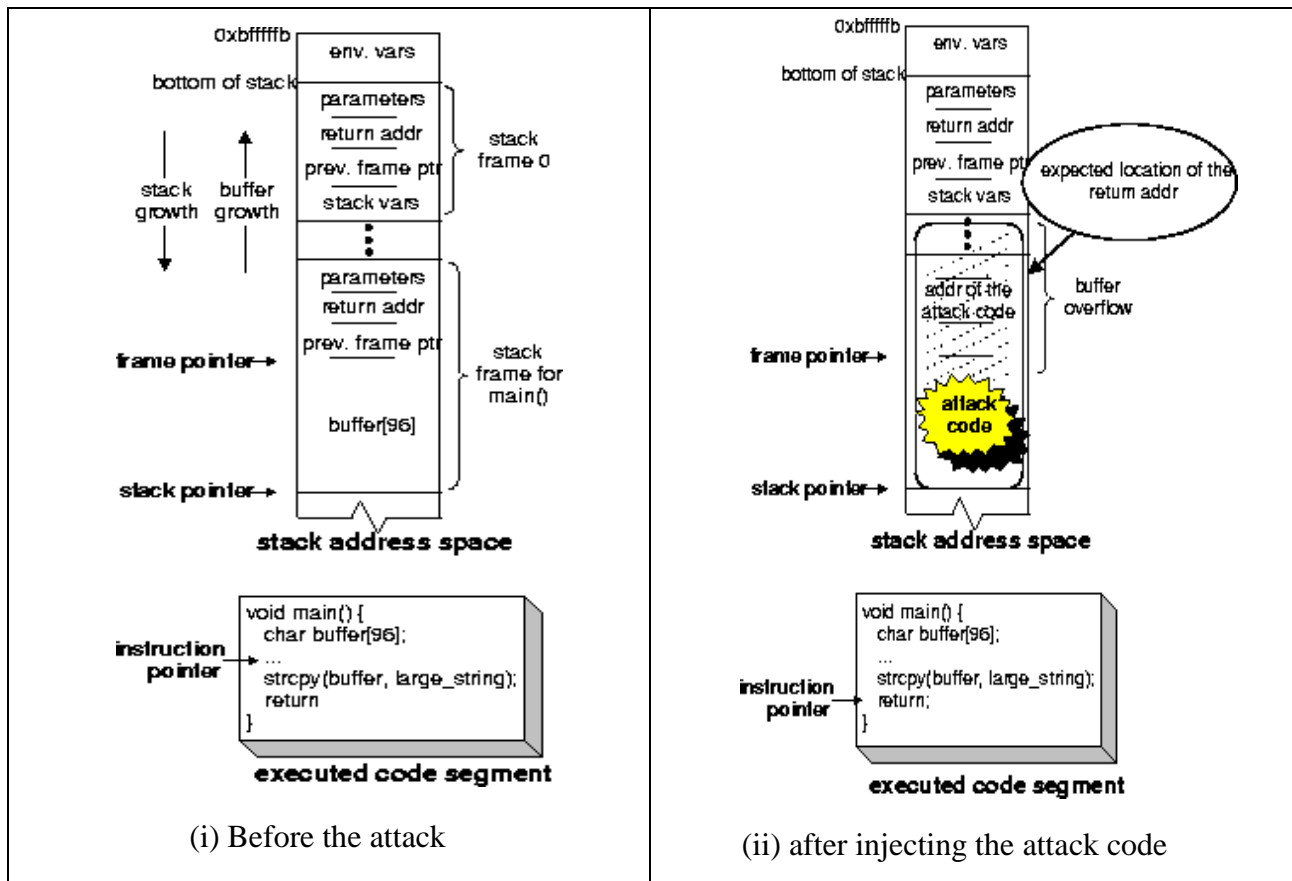 0xbfffffb
env. vars
bottom of stack
parameters
return addr
prev. frame ptr
stack vars
stack
frame 0
stack
growth
buffer
growth
parameters
return addr
prev. frame ptr
frame pointer
stack
frame for
main()
buffer[96]
stack pointer
stack address space
void main() {
char buffer[96];
...
strcpy(buffer, large_string);
return
}
instruction
pointer
executed code segment
(i) Before the attack
0xbfffffb
env. vars
bottom of stack
parameters
return addr
prev. frame ptr
stack vars
expected location of the
return addr
addr of the
attack code
buffer
overflow
frame pointer
attack
code
stack pointer
stack address space
void main() {
char buffer[96];
...
strcpy(buffer, large_string);
return;
}
instruction
pointer
executed code segment
(ii) after injecting the attack code